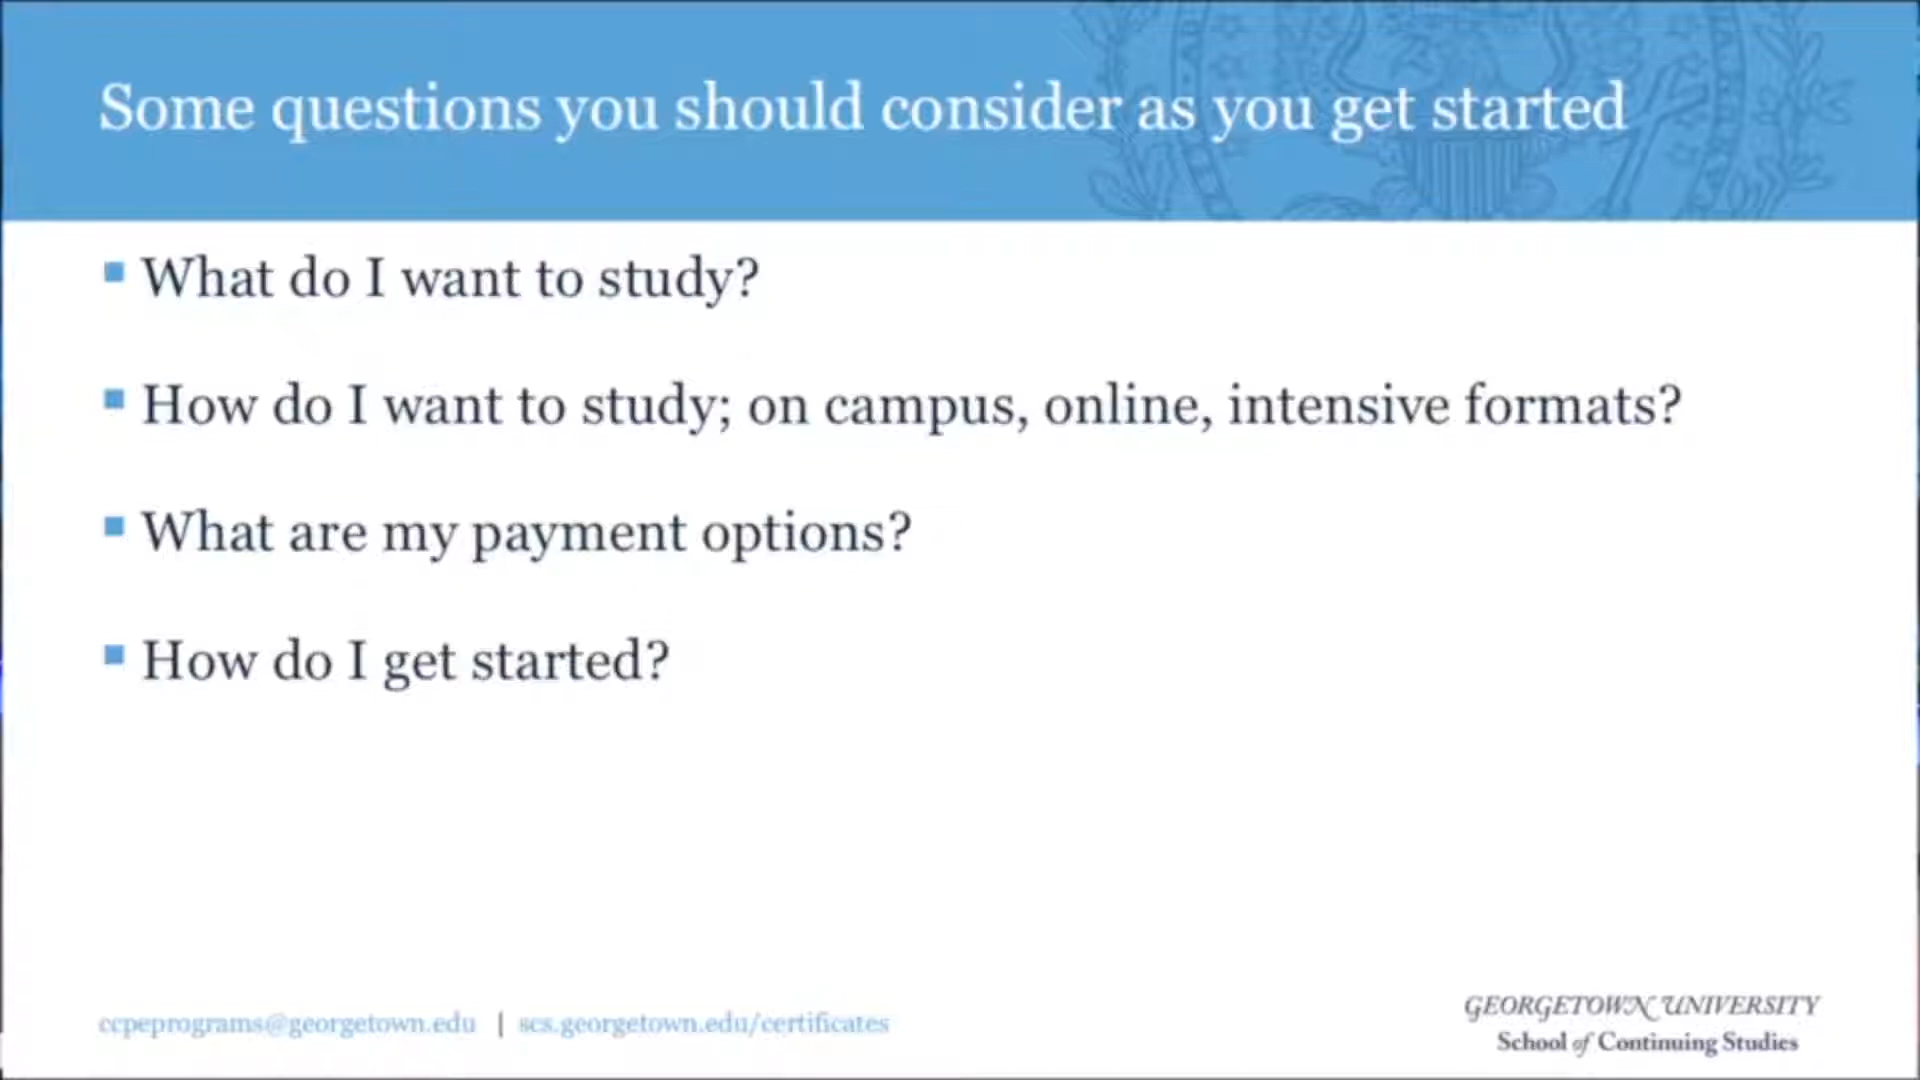 Some questions you should consider as you get started
What do I want to study?
How do I want to study; on campus, online, intensive formats?
What are my payment options?
How do I get started?
ccpeprograms@georgetown.edu | scs.georgetown.edu/certificates
GEORGETOWN UNIVERSITY
School of Continuing Studies